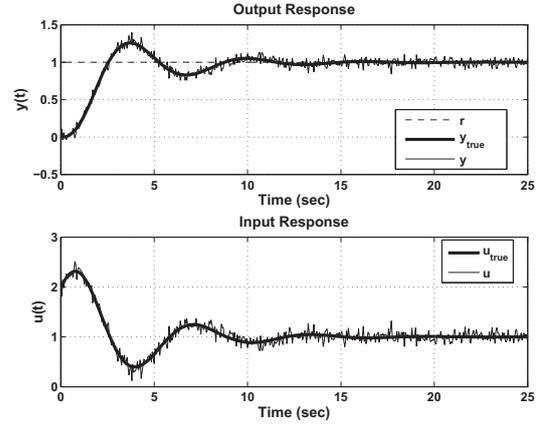 Output Response
1.5
1
0.5
0
−0.5
y(t)
r
y_true
y
0 5 10 15 20 25
Time (sec)
Input Response
3
2
1
0
u(t)
u_true
u
0 5 10 15 20 25
Time (sec)